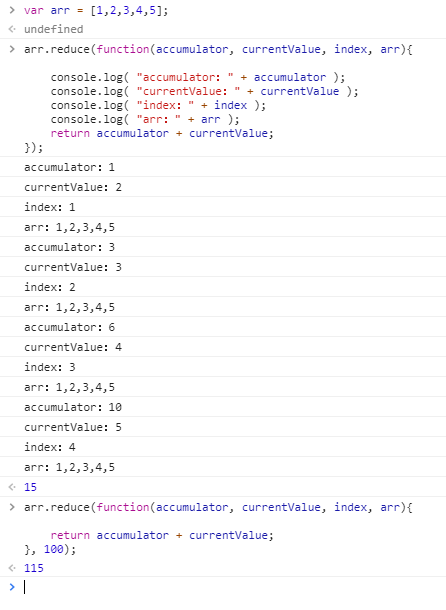 > var arr = [1,2,3,4,5];
<· undefined
> arr.reduce(function(accumulator, currentValue, index, arr){
console.log( "accumulator: " + accumulator );
console.log( "currentValue: " + currentValue );
console.log( "index: " + index );
console.log( "arr: " + arr );
return accumulator + currentValue;
});
accumulator: 1
currentValue: 2
index: 1
arr: 1,2,3,4,5
accumulator: 3
currentValue: 3
index: 2
arr: 1,2,3,4,5
accumulator: 6
currentValue: 4
index: 3
arr: 1,2,3,4,5
accumulator: 10
currentValue: 5
index: 4
arr: 1,2,3,4,5
<· 15
> arr.reduce(function(accumulator, currentValue, index, arr){
return accumulator + currentValue;
}, 100);
<· 115
>